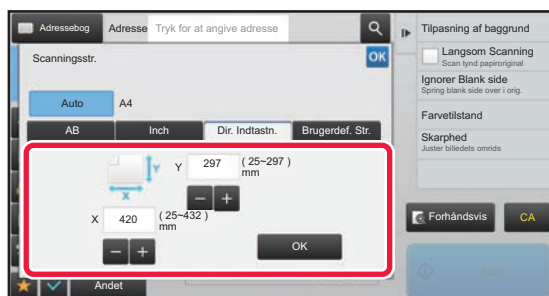 Adressebog
Adresse
Tryk for at angive adresse
Tilpasning af baggrund
Scanningsstr.
OK
Langsom Scanning
Scan tynd papiroriginal
Ignorer Blank side
Spring blank side over i orig.
Auto
A4
Farvetilstand
AB
Inch
Dir. Indtastn.
Brugerdef. Str.
Skarphed
Juster billedets omrids
Y
Y
297
(25~297)
mm
X
X
420
(25~432)
mm
Forhåndsvis
CA
OK
Andet
Start